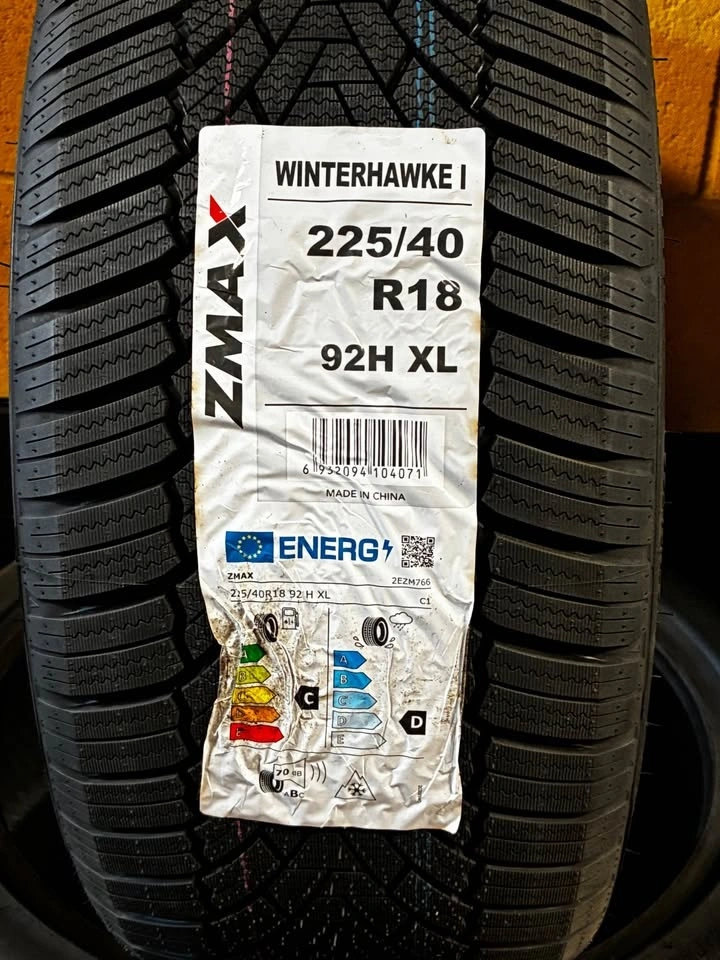 ZMAX
WINTERHAWKE I
225/40
R18
92H XL
6 932094 104071
MADE IN CHINA
ENERG
ZMAX
2EZM766
225/40R18 92 H XL
C1
A
B
C
D
E
C
A
B
C
D
E
D
70 dB
ABC